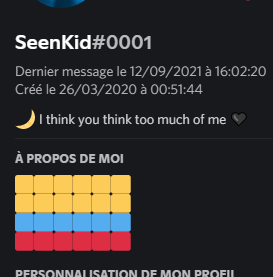 SeenKid#0001
Dernier message le 12/09/2021 à 16:02:20
Créé le 26/03/2020 à 00:51:44
🌙 I think you think too much of me 🖤
À PROPOS DE MOI
PERSONNALISATION DE MON PROFIL